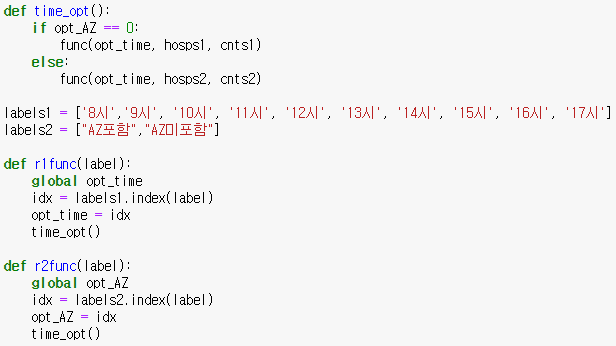 def time_opt():
    if opt_AZ == 0:
        func(opt_time, hosps1, cnts1)
    else:
        func(opt_time, hosps2, cnts2)

labels1 = ['8시','9시', '10시', '11시', '12시', '13시', '14시', '15시', '16시', '17시']
labels2 = ["AZ포함","AZ미포함"]

def r1func(label):
    global opt_time
    idx = labels1.index(label)
    opt_time = idx
    time_opt()

def r2func(label):
    global opt_AZ
    idx = labels2.index(label)
    opt_AZ = idx
    time_opt()